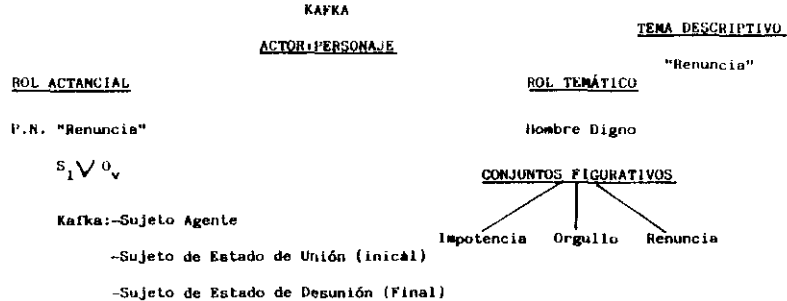 KAFKA
TEMA DESCRIPTIVO
ACTOR:PERSONAJE
"Renuncia"
ROL ACTANCIAL
ROL TEMÁTICO
P.N. "Renuncia"
Hombre Digno
S1 V Ov
CONJUNTOS FIGURATIVOS
Kafka:-Sujeto Agente
Impotencia Orgullo Renuncia
-Sujeto de Estado de Unión (inicàl)
-Sujeto de Estado de Desunión (Final)